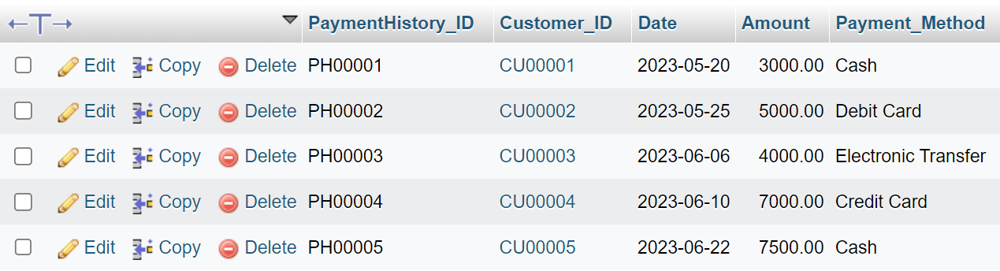 PaymentHistory_ID Customer_ID Date Amount Payment_Method
Edit Copy Delete PH00001 CU00001 2023-05-20 3000.00 Cash
Edit Copy Delete PH00002 CU00002 2023-05-25 5000.00 Debit Card
Edit Copy Delete PH00003 CU00003 2023-06-06 4000.00 Electronic Transfer
Edit Copy Delete PH00004 CU00004 2023-06-10 7000.00 Credit Card
Edit Copy Delete PH00005 CU00005 2023-06-22 7500.00 Cash